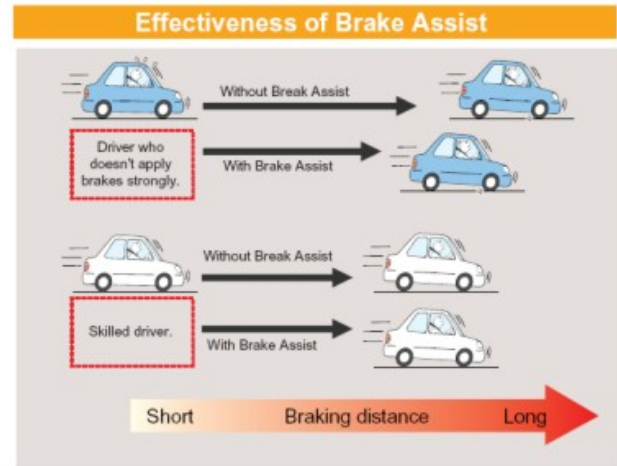 Effectiveness of Brake Assist
Without Break Assist
Driver who
doesn't apply
brakes strongly.
With Brake Assist
Without Break Assist
Skilled driver.
With Brake Assist
Short Braking distance Long